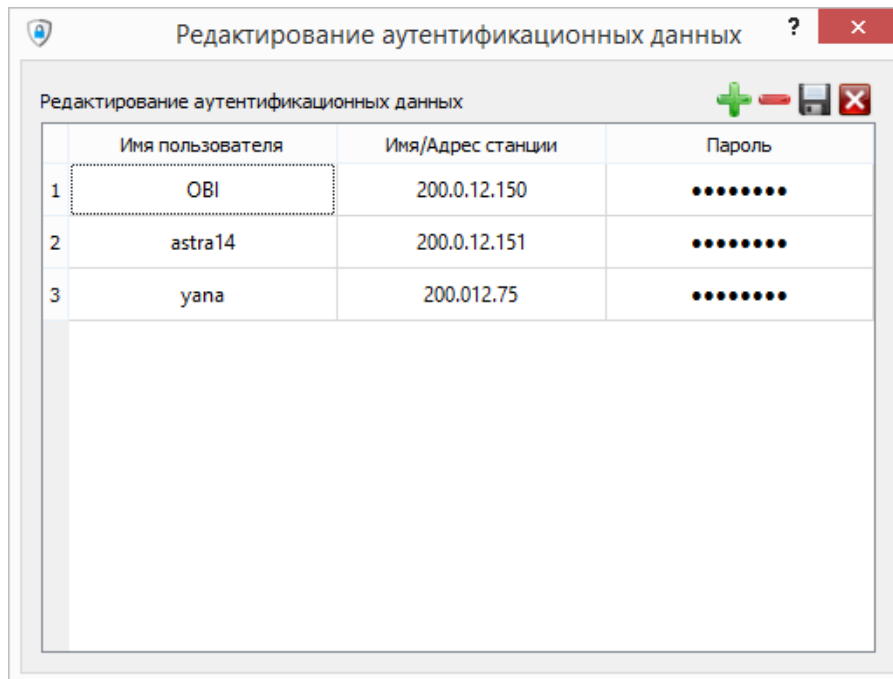 Редактирование аутентификационных данных ?
Редактирование аутентификационных данных
Имя пользователя Имя/Адрес станции Пароль
1 OBI 200.0.12.150 ●●●●●●●●
2 astra14 200.0.12.151 ●●●●●●●●
3 yana 200.012.75 ●●●●●●●●